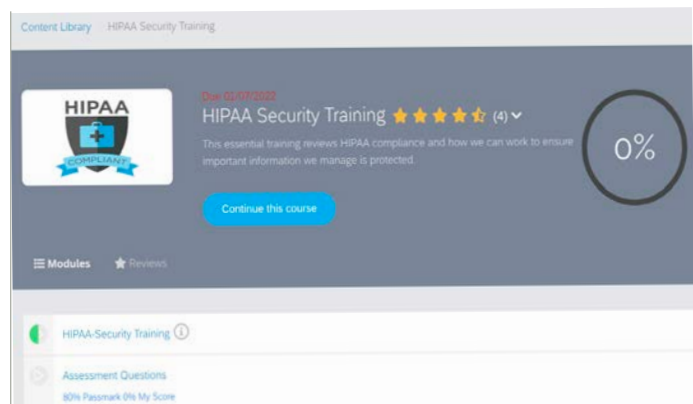 Content Library HIPAA Security Training
HIPAA
COMPLIANT
Due 01/07/2022
HIPAA Security Training (4)
This essential training reviews HIPAA compliance and how we can work to ensure
important information we manage is protected.
Continue this course
0%
Modules Reviews
HIPAA-Security Training
Assessment Questions
80% Passmark 0% My Score